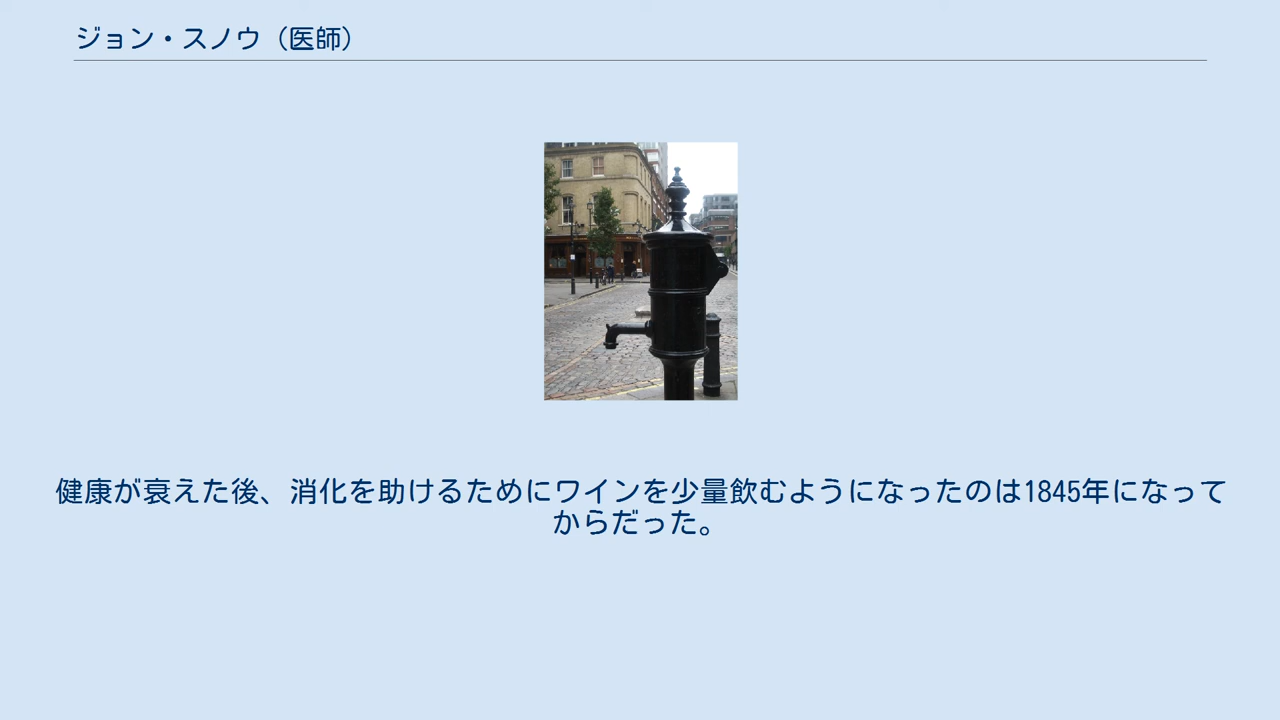 ジョン・スノウ（医師）
健康が衰えた後、消化を助けるためにワインを少量飲むようになったのは1845年になって
からだった。